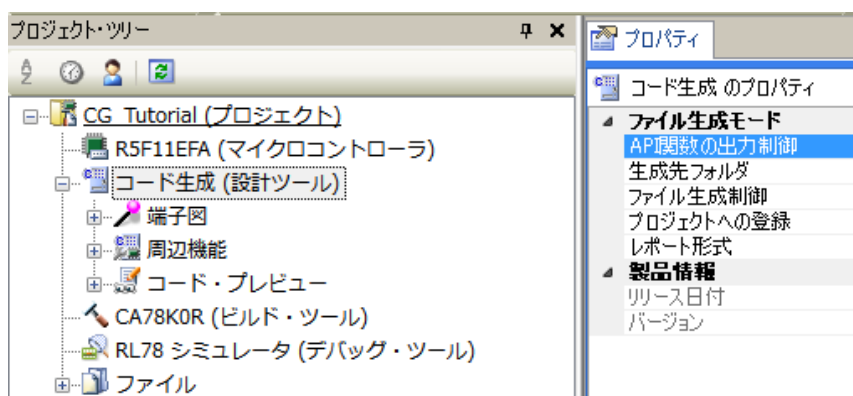 プロジェクト・ツリー
CG_Tutorial (プロジェクト)
R5F11EFA (マイクロコントローラ)
コード生成 (設計ツール)
端子図
周辺機能
コード・プレビュー
CA78K0R (ビルド・ツール)
RL78 シミュレータ (デバッグ・ツール)
ファイル
プロパティ
コード生成 のプロパティ
ファイル生成モード
API関数の出力制御
生成先フォルダ
ファイル生成制御
プロジェクトへの登録
レポート形式
製品情報
リリース日付
バージョン